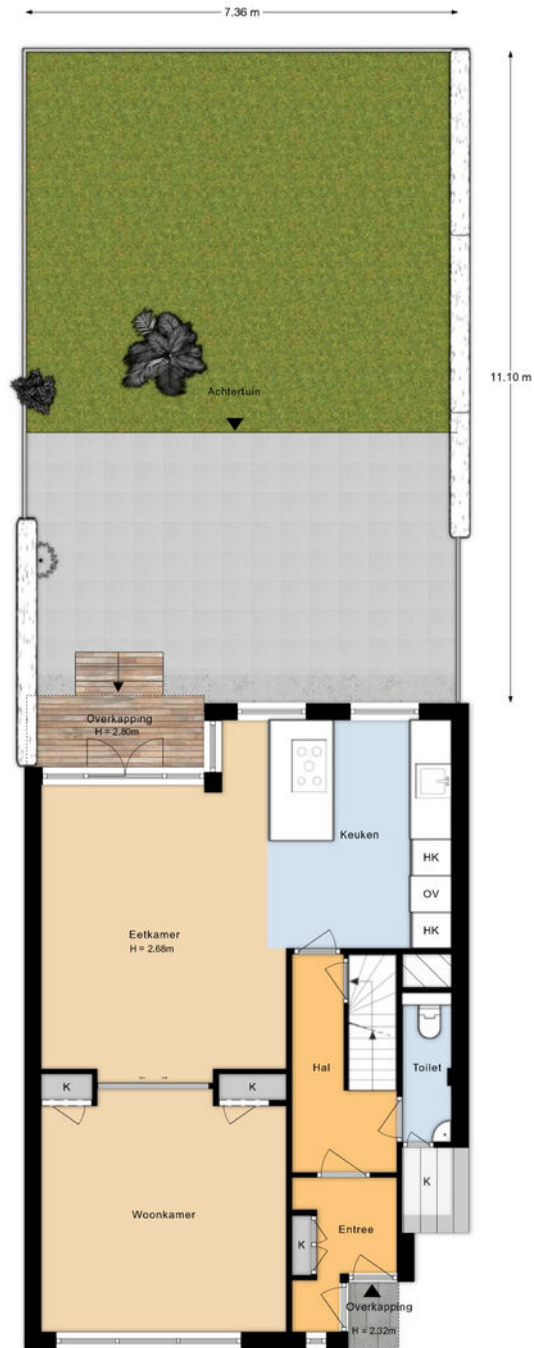 7.36 m
11.10 m
Achtertuin
Overkapping
H = 2.80m
Keuken
HK
OV
HK
Eetkamer
H = 2.68m
Hal
Toilet
K
K
K
Woonkamer
Entree
K
Overkapping
H = 2.32m